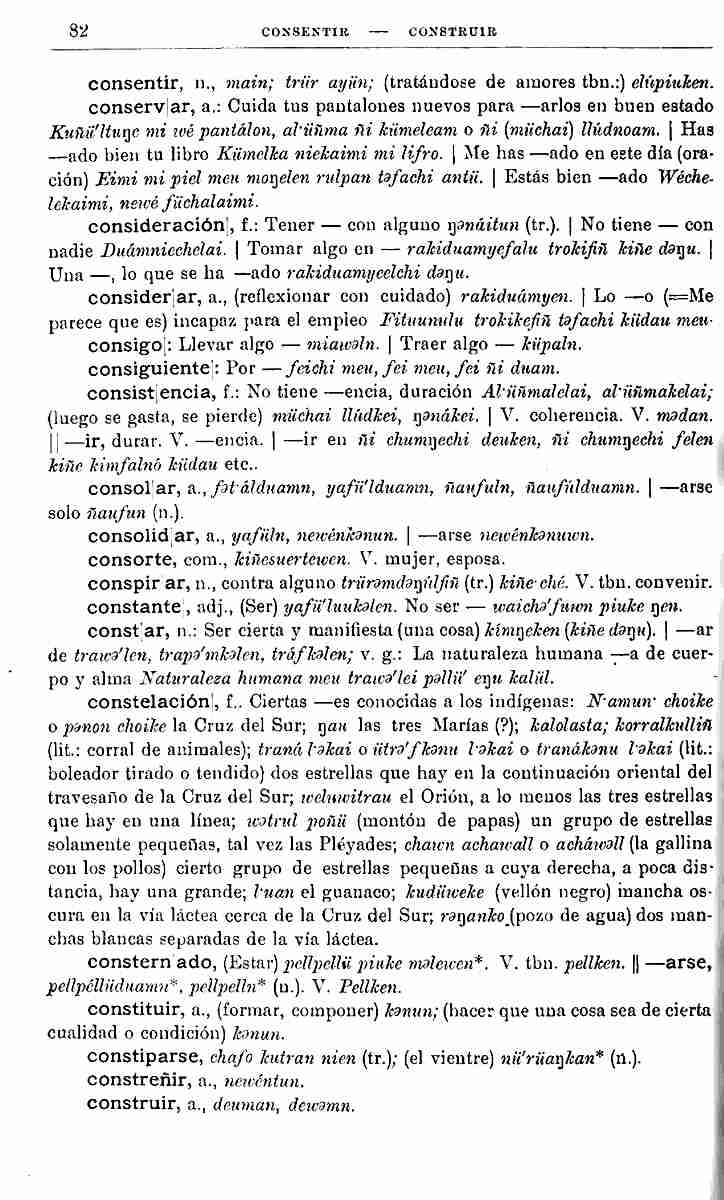 82 CONSENTIR — CONSTRUIR
consentir, n., main; trür ayün; (tratándose de amores tbn.:) elúpiuken.
conserv|ar, a.: Cuida tus pantalones nuevos para —arlos en buen estado
Kuñü'ltuŋe mi wé pantálon, al·üñma ñi kümeleam o ñi (müchai) llúdnoam. | Has
—ado bien tu libro Kümelka niekaimi mi lifro. | Me has —ado en este día (ora-
ción) Eimi mi piel meu moŋelen rulpan təfachi antü. | Estás bien —ado Wéche-
lekaimi, newé füchalaimi.
consideración|, f.: Tener — con alguno ŋənáitun (tr.). | No tiene — con
nadie Duámniechelai. | Tomar algo en — rakiduamyefalu trokifiñ kiñe dəŋu. |
Una —, lo que se ha —ado rakiduamyeelchi dəŋu.
consider|ar, a., (reflexionar con cuidado) rakiduámyen. | Lo —o (=Me
parece que es) incapaz para el empleo Fituunulu trokikefiñ təfachi küdau meu·
consigo|: Llevar algo — miawəln. | Traer algo — küpaln.
consiguiente|: Por — feichi meu, fei meu, fei ñi duam.
consist|encia, f.: No tiene —encia, duración Al·üñmalelai, al·üñmakelai;
(luego se gasta, se pierde) müchai llúdkei, ŋənákei. | V. coherencia. V. mədan.
|| —ir, durar. V. —encia. | —ir en ñi chumŋechi deuken, ñi chumŋechi felen
kiñe kimfalnó küdau etc..
consol|ar, a., fət·álduamn, yafü'lduamn, ñaufuln, ñaufülduamn. | —arse
solo ñaufun (n.).
consolid|ar, a., yafüln, newénkənun. | —arse newénkənuwn.
consorte, com., kiñesuertewen. V. mujer, esposa.
conspir|ar, n., contra alguno trürəmdəŋúlfiñ (tr.) kiñe·ché. V. tbn. convenir.
constante|, adj., (Ser) yafü'luukəlen. No ser — waichə'fuwn piuke ŋen.
const|ar, n.: Ser cierta y manifiesta (una cosa) kimŋeken (kiñe dəŋu). | —ar
de trawə'len, trapə'mkəlen, tráfkəlen; v. g.: La naturaleza humana —a de cuer-
po y alma Naturaleza humana meu trawə'lei pəllü' eŋu kalül.
constelación|, f.. Ciertas —es conocidas a los indígenas: N·amun· choike
o pənon choike la Cruz del Sur; ŋau las tres Marías (?); kalolasta; korralkulliñ
(lit.: corral de animales); traná l·əkai o ütrə'fkənu l·əkai o tranákənu l·əkai (lit.:
boleador tirado o tendido) dos estrellas que hay en la continuación oriental del
travesaño de la Cruz del Sur; weluwitrau el Orión, a lo menos las tres estrellas
que hay en una línea; wətrul poñü (montón de papas) un grupo de estrellas
solamente pequeñas, tal vez las Pléyades; chawn achawall o acháwəll (la gallina
con los pollos) cierto grupo de estrellas pequeñas a cuya derecha, a poca dis-
tancia, hay una grande; l·uan el guanaco; kudüweke (vellón negro) mancha os-
cura en la vía láctea cerca de la Cruz del Sur; rəŋanko (pozo de agua) dos man-
chas blancas separadas de la vía láctea.
constern|ado, (Estar) pellpellü piuke məlewen*. V. tbn. pellken. || —arse,
pellpéllüduamn*, pellpelln* (n.). V. Pellken.
constituir, a., (formar, componer) kənun; (hacer que una cosa sea de cierta
cualidad o condición) kənun.
constiparse, chafo kutran nien (tr.); (el vientre) nü'rüaŋkan* (n.).
constreñir, a., newéntun.
construir, a., deuman, dewəmn.